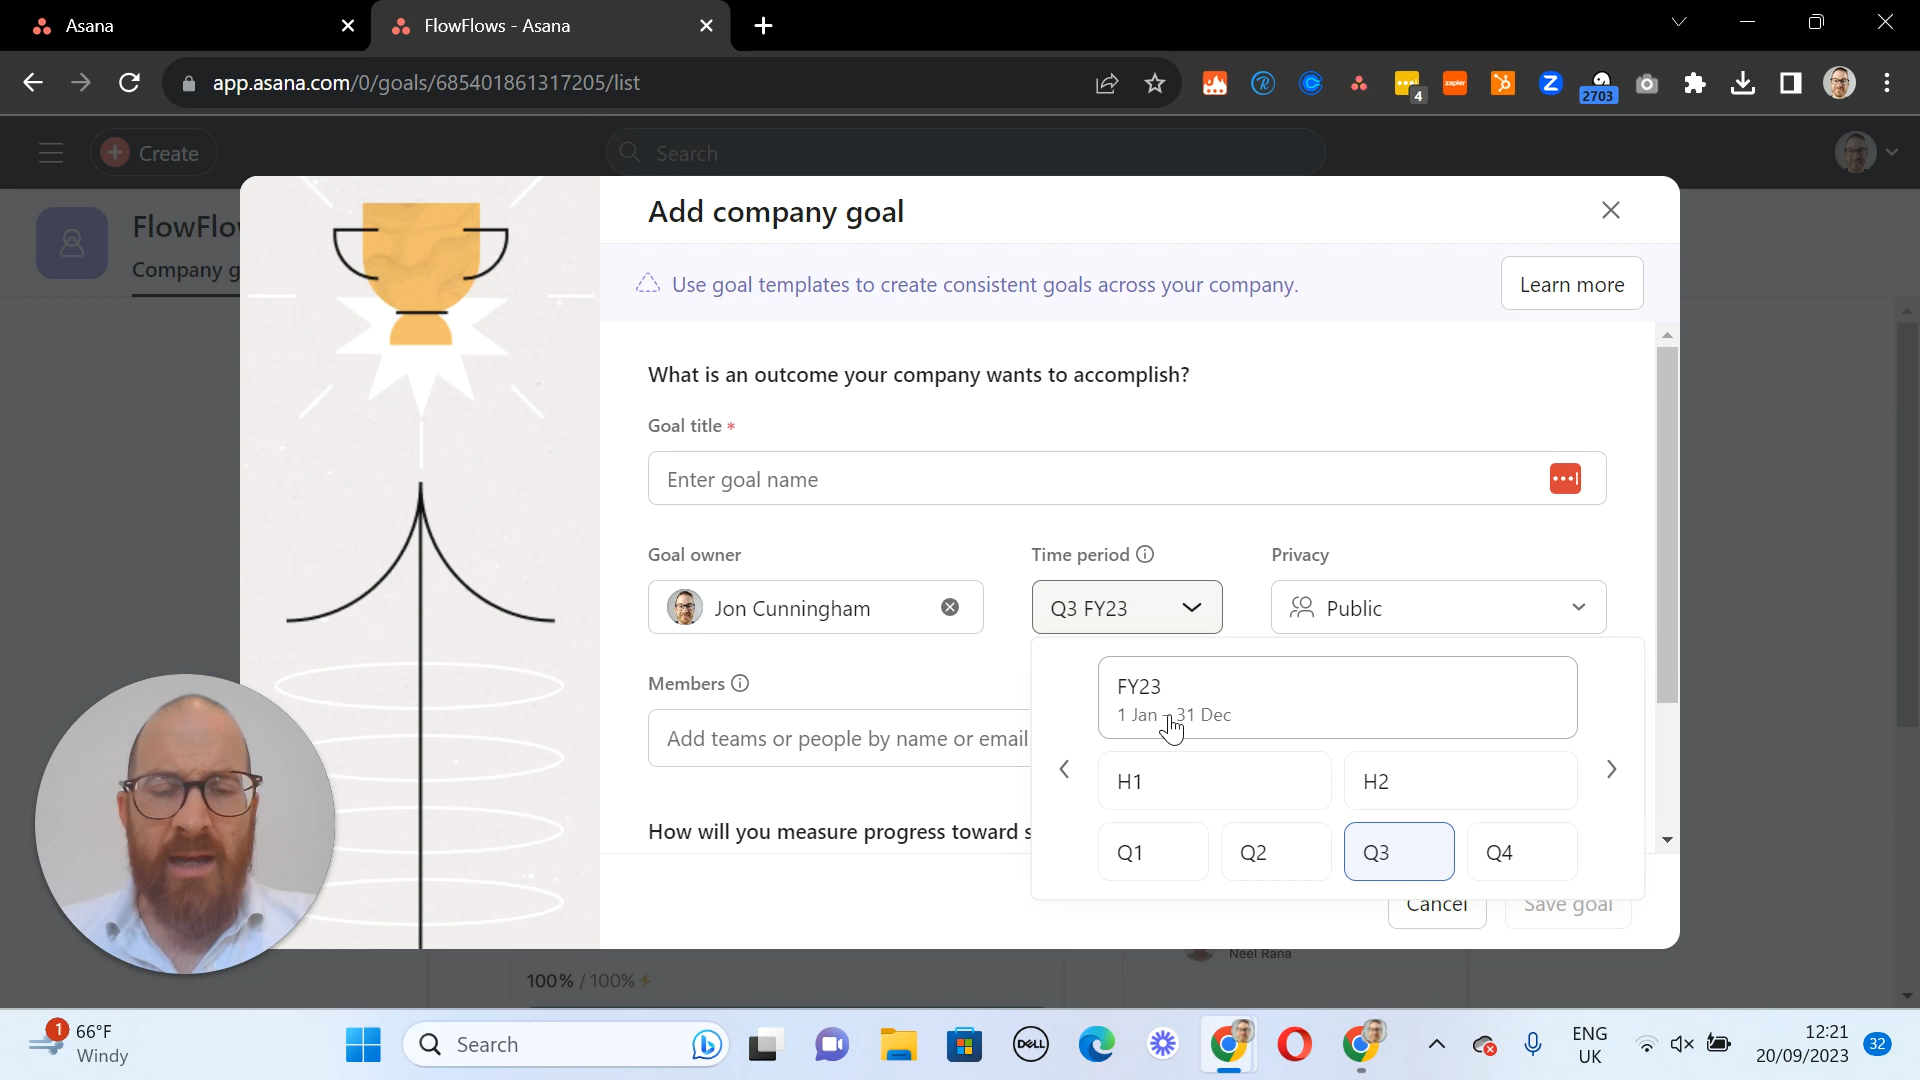 Asana
FlowFlows - Asana
app.asana.com/0/goals/685401861317205/list
4
zapier
2703
Create
Search
FlowFlow
Company g
Add company goal
Use goal templates to create consistent goals across your company.
Learn more
What is an outcome your company wants to accomplish?
Goal title *
Enter goal name
Goal owner
Time period
Privacy
Jon Cunningham
Q3 FY23
Public
FY23
1 Jan – 31 Dec
Members
Add teams or people by name or email
H1
H2
How will you measure progress toward s
Q1
Q2
Q3
Q4
Cancel
Save goal
Neel Rana
100% / 100%
1
66°F
Windy
Search
DELL
ENG
UK
12:21
20/09/2023
32